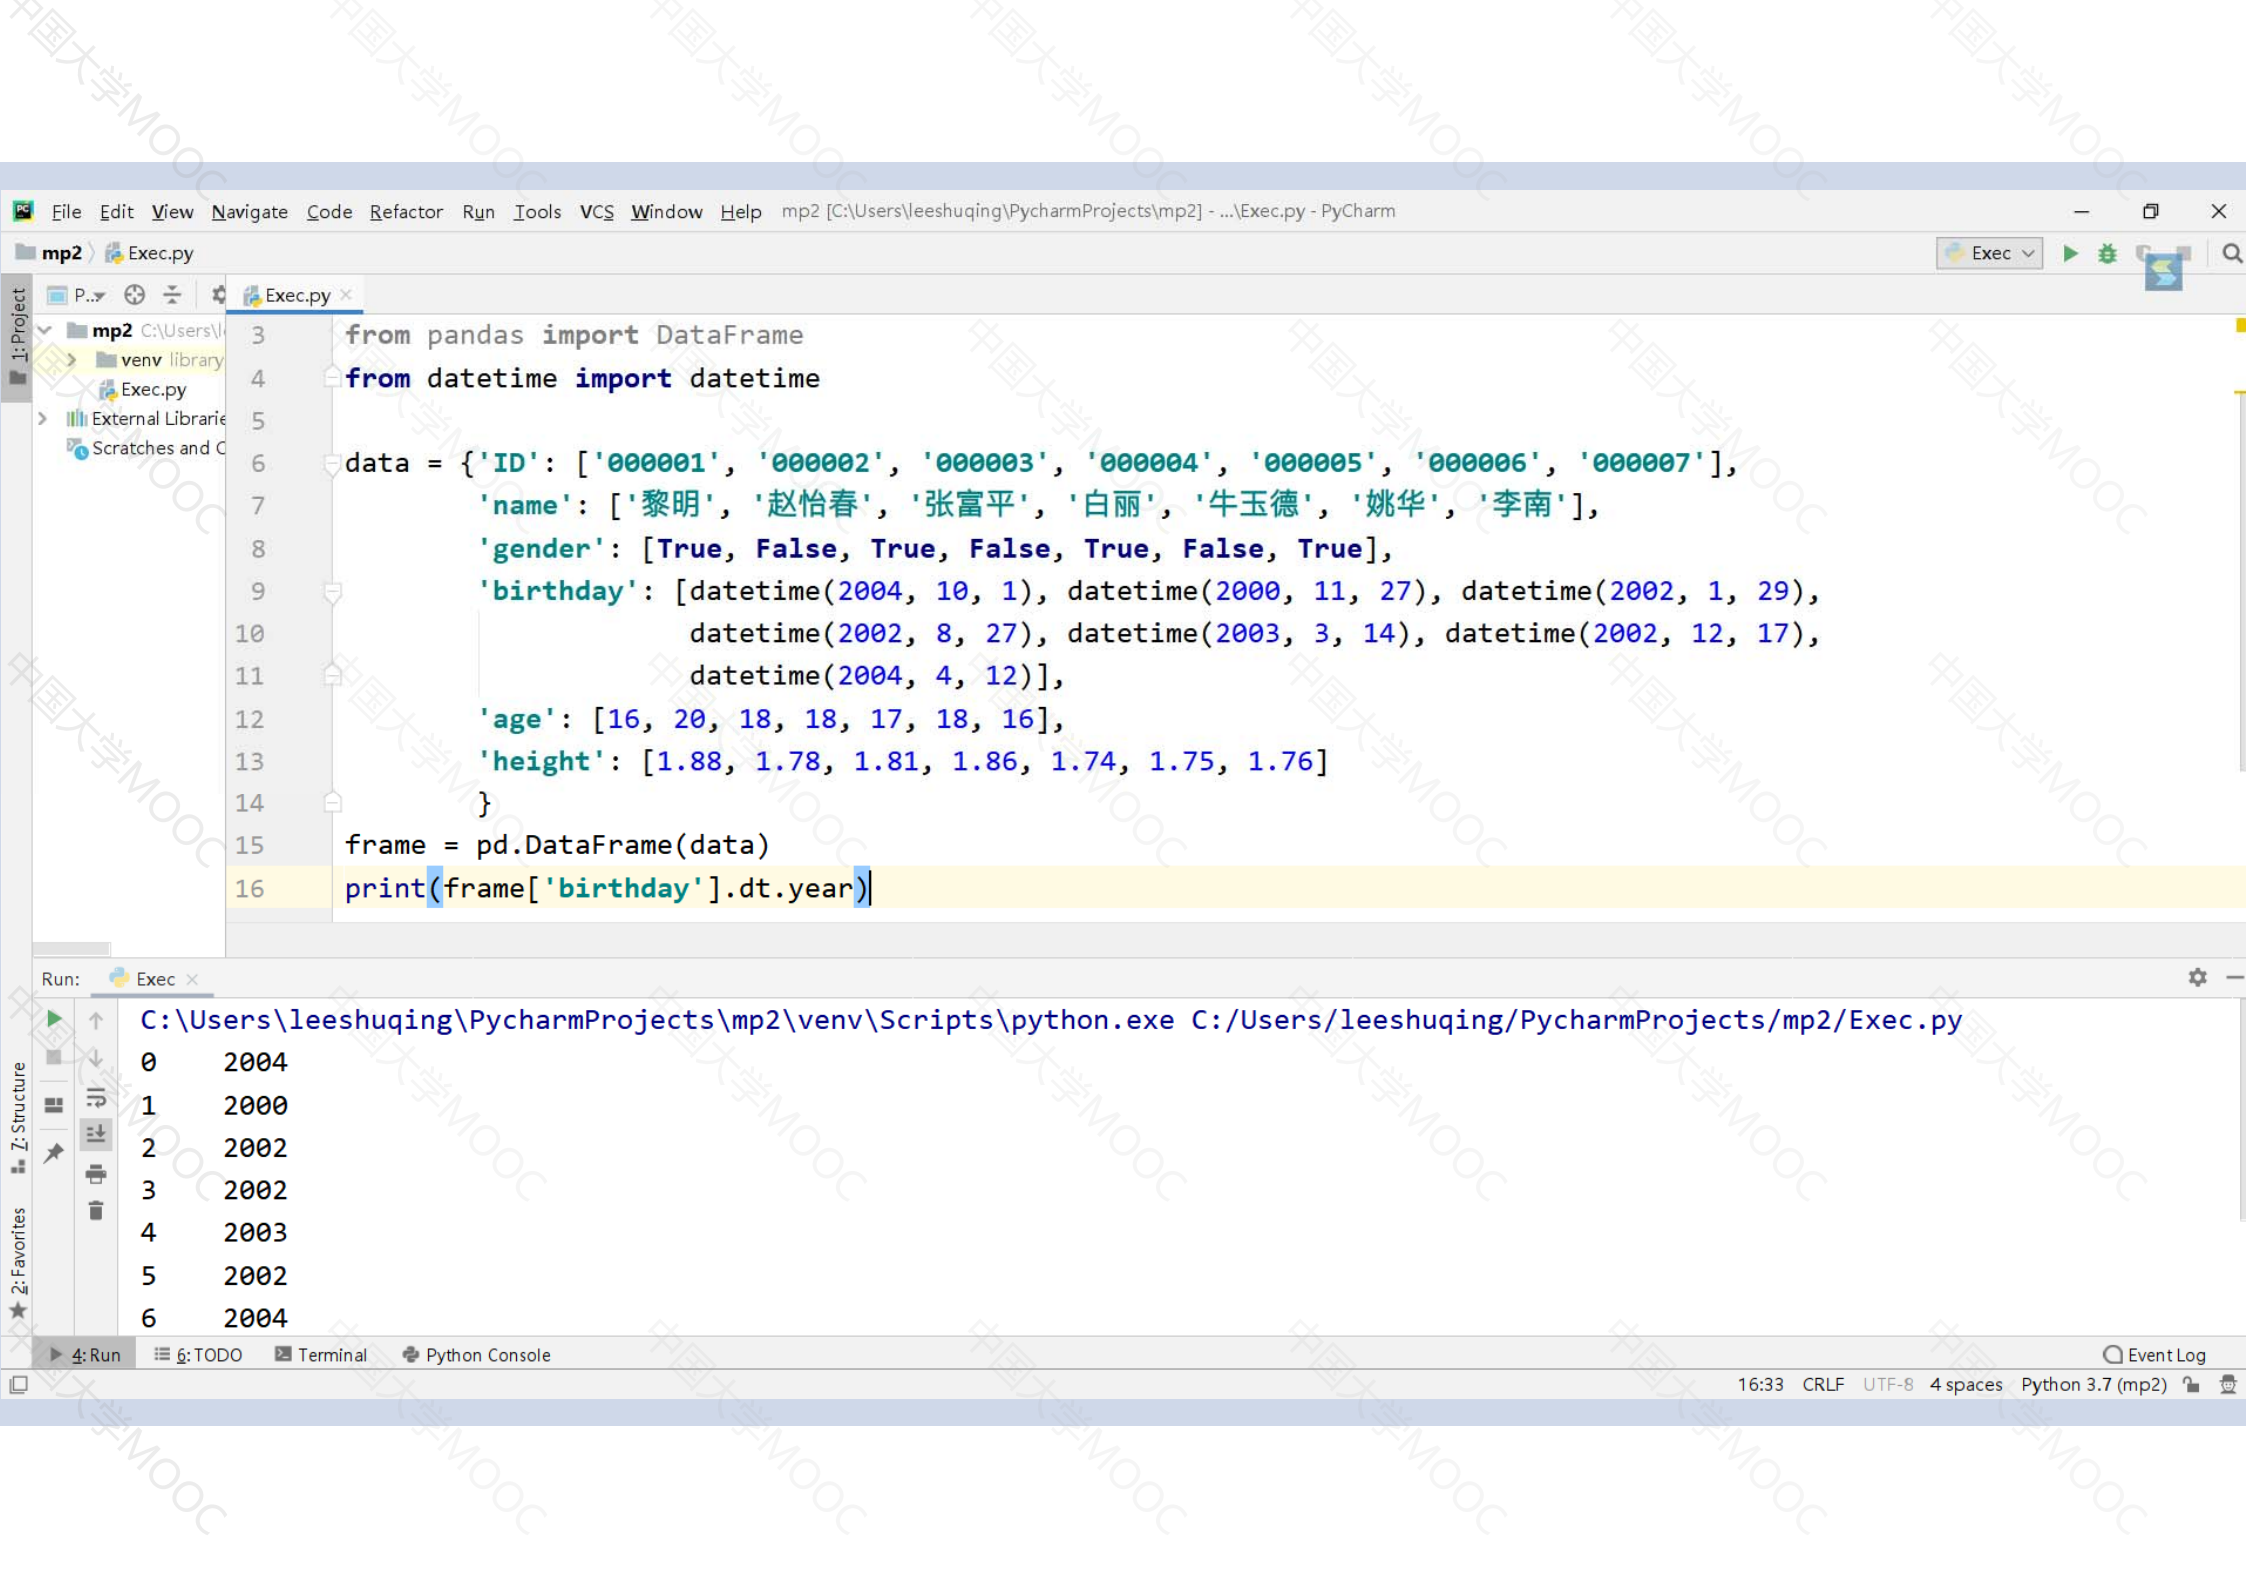 File Edit View Navigate Code Refactor Run Tools VCS Window Help mp2 [C:\Users\leeshuqing\PycharmProjects\mp2] - ...\Exec.py - PyCharm
mp2 Exec.py Exec
1: Project P.. Exec.py
mp2 C:\Users\l
venv library
Exec.py
External Librarie
Scratches and C
3 from pandas import DataFrame
4 from datetime import datetime
5
6 data = {'ID': ['000001', '000002', '000003', '000004', '000005', '000006', '000007'],
7 'name': ['黎明', '赵怡春', '张富平', '白丽', '牛玉德', '姚华', '李南'],
8 'gender': [True, False, True, False, True, False, True],
9 'birthday': [datetime(2004, 10, 1), datetime(2000, 11, 27), datetime(2002, 1, 29),
10 datetime(2002, 8, 27), datetime(2003, 3, 14), datetime(2002, 12, 17),
11 datetime(2004, 4, 12)],
12 'age': [16, 20, 18, 18, 17, 18, 16],
13 'height': [1.88, 1.78, 1.81, 1.86, 1.74, 1.75, 1.76]
14 }
15 frame = pd.DataFrame(data)
16 print(frame['birthday'].dt.year)
Run: Exec
C:\Users\leeshuqing\PycharmProjects\mp2\venv\Scripts\python.exe C:/Users/leeshuqing/PycharmProjects/mp2/Exec.py
0 2004
1 2000
2 2002
3 2002
4 2003
5 2002
6 2004
7: Structure
2: Favorites
4: Run 6: TODO Terminal Python Console Event Log
16:33 CRLF UTF-8 4 spaces Python 3.7 (mp2)
中国大学MOOC